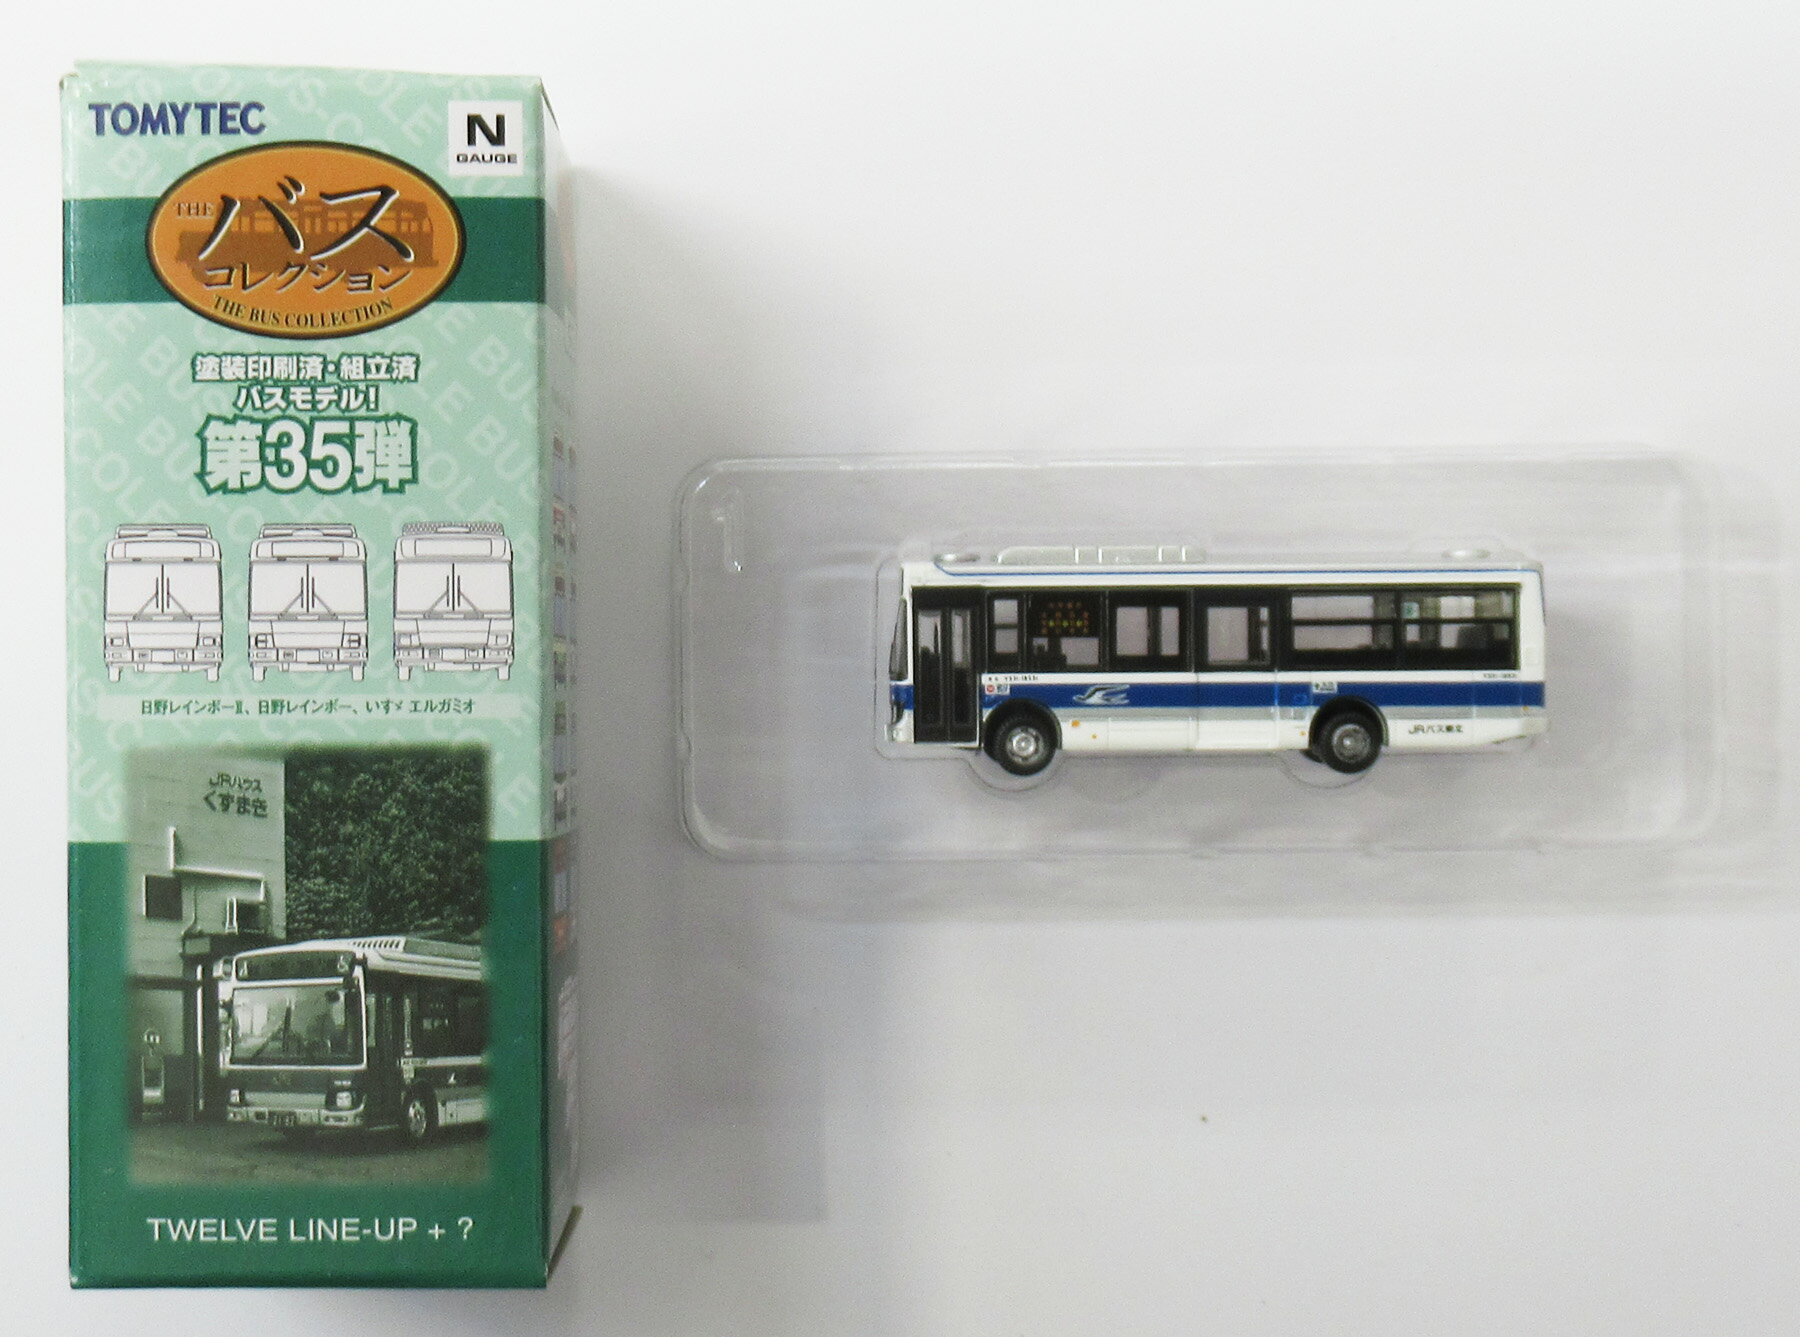 TOMYTEC
N
GAUGE
THE
バス
コレクション
THE BUS COLLECTION
塗装印刷済・組立済
バスモデル!
第35弾
日野レインボーⅡ、日野レインボー、いすゞ エルガミオ
JRハウス
くずまき
TWELVE LINE-UP + ?
JRバス東北